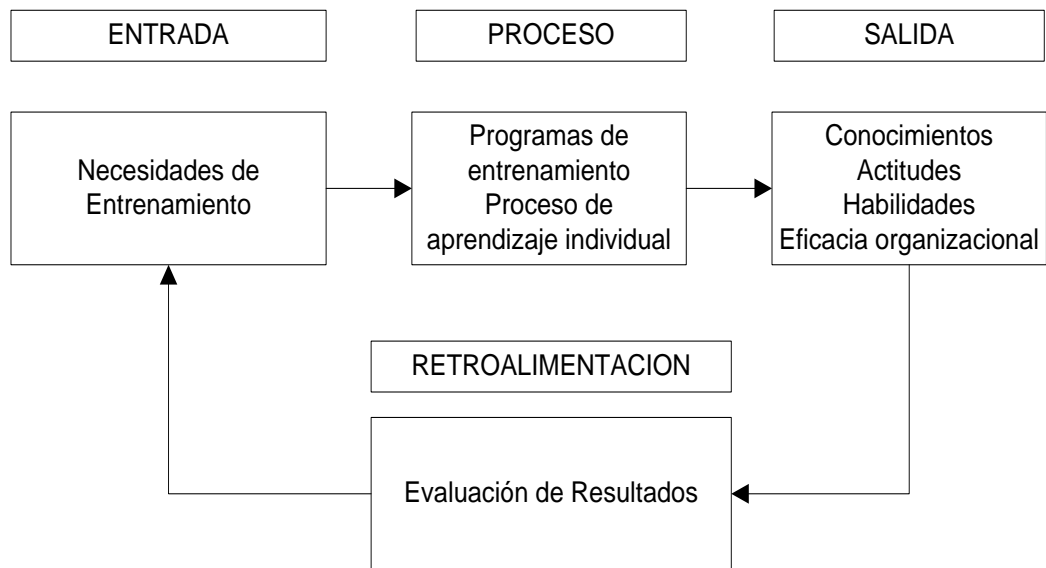 ENTRADA
PROCESO
SALIDA
Necesidades de
Entrenamiento
Programas de
entrenamiento
Proceso de
aprendizaje individual
Conocimientos
Actitudes
Habilidades
Eficacia organizacional
RETROALIMENTACION
Evaluación de Resultados